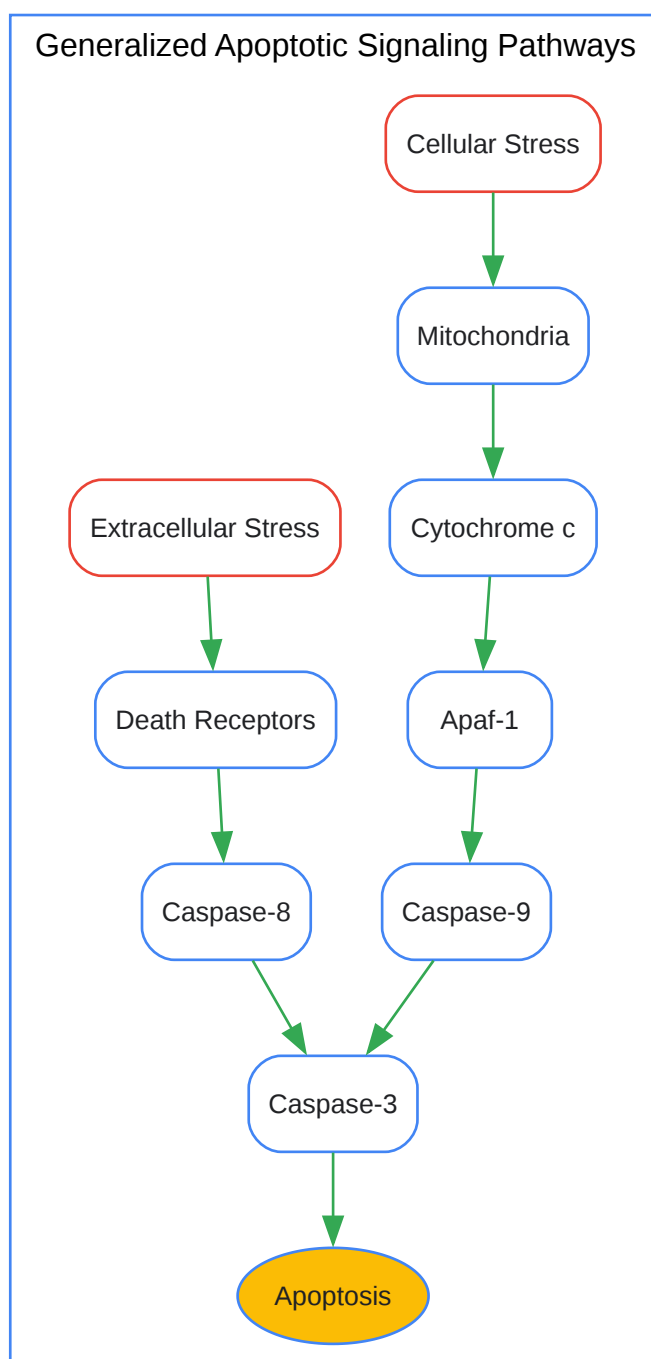 Generalized Apoptotic Signaling Pathways
Cellular Stress
Mitochondria
Extracellular Stress
Cytochrome c
Death Receptors
Apaf-1
Caspase-8
Caspase-9
Caspase-3
Apoptosis